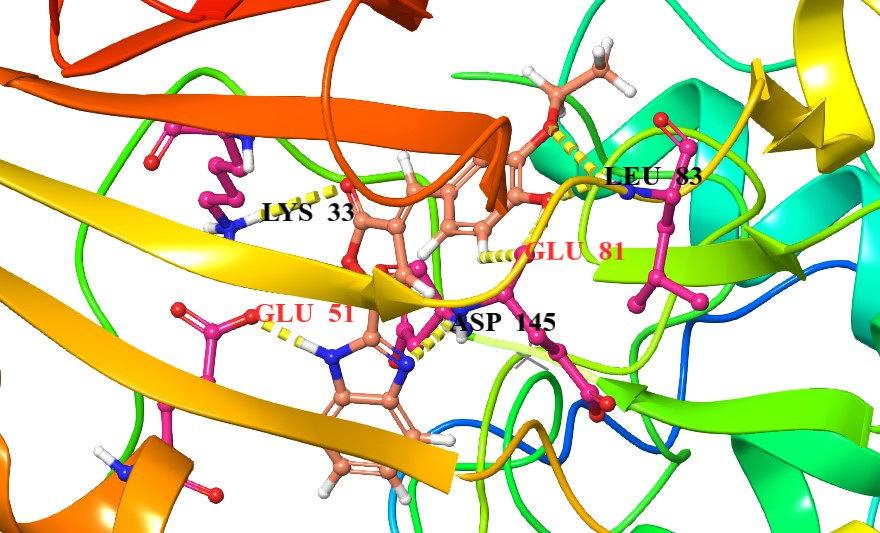 LEU 83
LYS 33
GLU 81
GLU 51
ASP 145